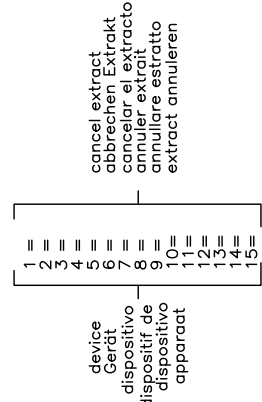 device
Gerät
dispositivo
dispositif de
dispositivo
apparaat
1 =
2 =
3 =
4 =
5 =
6 =
7 =
8 =
9 =
10=
11=
12=
13=
14=
15=
cancel extract
abbrechen Extrakt
cancelar el extracto
annuler extrait
annullare estratto
extract annuleren